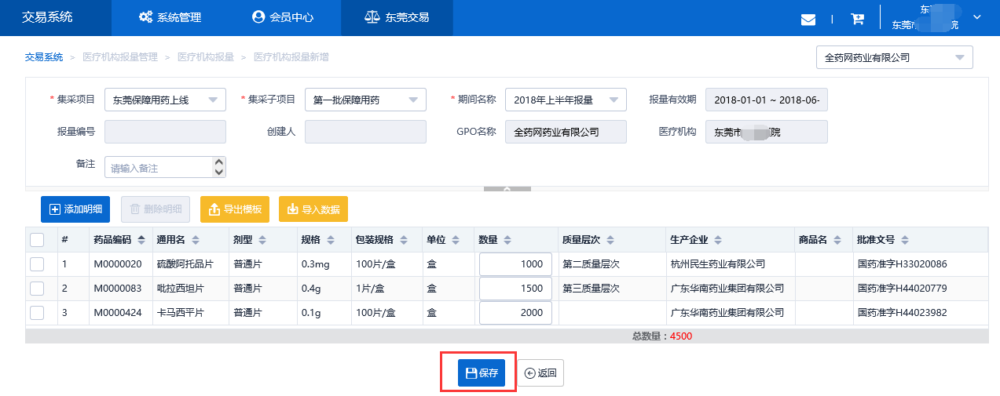 交易系统 系统管理 会员中心 东莞交易
东
东莞市 院
交易系统 > 医疗机构报量管理 > 医疗机构报量 > 医疗机构报量新增
全药网药业有限公司
* 集采项目 东莞保障用药上线 * 集采子项目 第一批保障用药 * 期间名称 2018年上半年报量 报量有效期 2018-01-01 ~ 2018-06-
报量编号 创建人 GPO名称 全药网药业有限公司 医疗机构 东莞市 医院
备注 请输入备注
添加明细 删除明细 导出模板 导入数据
# 药品编码 通用名 剂型 规格 包装规格 单位 数量 质量层次 生产企业 商品名 批准文号
1 M0000020 硫酸阿托品片 普通片 0.3mg 100片/盒 盒 1000 第二质量层次 杭州民生药业有限公司 国药准字H33020086
2 M0000083 吡拉西坦片 普通片 0.4g 1片/盒 盒 1500 第三质量层次 广东华南药业集团有限公司 国药准字H44020779
3 M0000424 卡马西平片 普通片 0.1g 100片/盒 盒 2000 广东华南药业集团有限公司 国药准字H44023982
总数量：4500
保存 返回